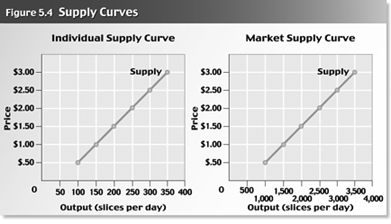 Figure 5.4 Supply Curves
Individual Supply Curve
Supply
$3.00
$2.50
$2.00
$1.50
$1.00
$.50
Price
0 50 100 150 200 250 300 350 400
Output (slices per day)
Market Supply Curve
Supply
$3.00
$2.50
$2.00
$1.50
$1.00
$.50
Price
0 500 1,500 2,500 3,500
1,000 2,000 3,000 4,000
Output (slices per day)